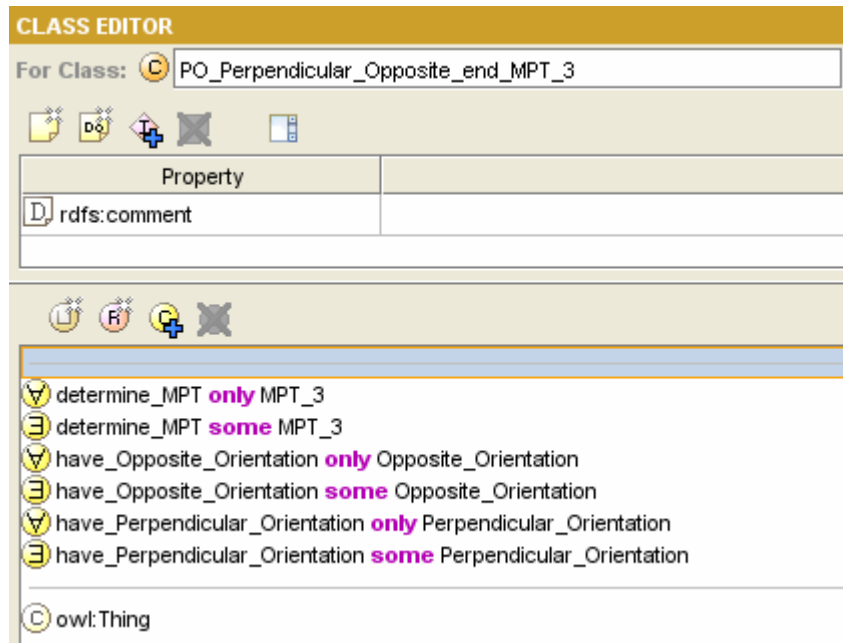 CLASS EDITOR
For Class: C PO_Perpendicular_Opposite_end_MPT_3
Property
D rdfs:comment
∀ determine_MPT only MPT_3
∃ determine_MPT some MPT_3
∀ have_Opposite_Orientation only Opposite_Orientation
∃ have_Opposite_Orientation some Opposite_Orientation
∀ have_Perpendicular_Orientation only Perpendicular_Orientation
∃ have_Perpendicular_Orientation some Perpendicular_Orientation
C owl:Thing